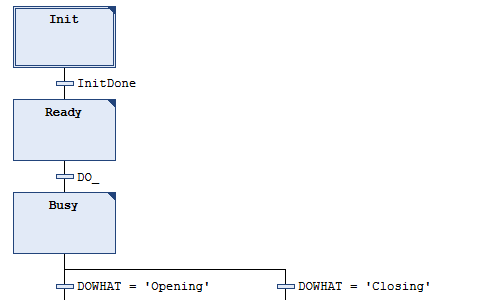 Init
InitDone
Ready
DO_
Busy
DOWHAT = 'Opening'
DOWHAT = 'Closing'